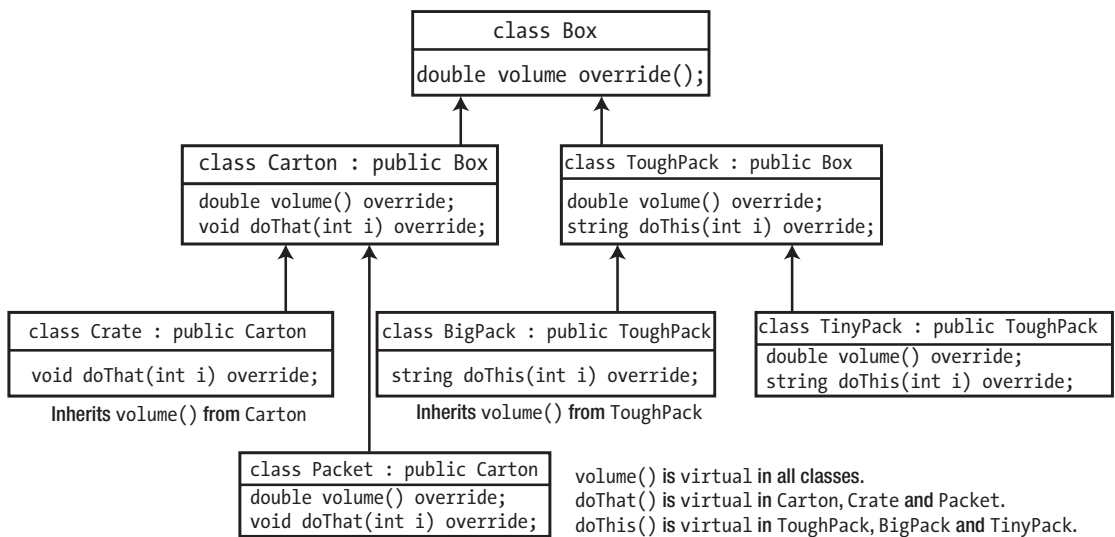 class Box
double volume override();
class Carton : public Box
double volume() override;
void doThat(int i) override;
class ToughPack : public Box
double volume() override;
string doThis(int i) override;
class Crate : public Carton
void doThat(int i) override;
Inherits volume() from Carton
class BigPack : public ToughPack
string doThis(int i) override;
Inherits volume() from ToughPack
class TinyPack : public ToughPack
double volume() override;
string doThis(int i) override;
class Packet : public Carton
double volume() override;
void doThat(int i) override;
volume() is virtual in all classes.
doThat() is virtual in Carton, Crate and Packet.
doThis() is virtual in ToughPack, BigPack and TinyPack.